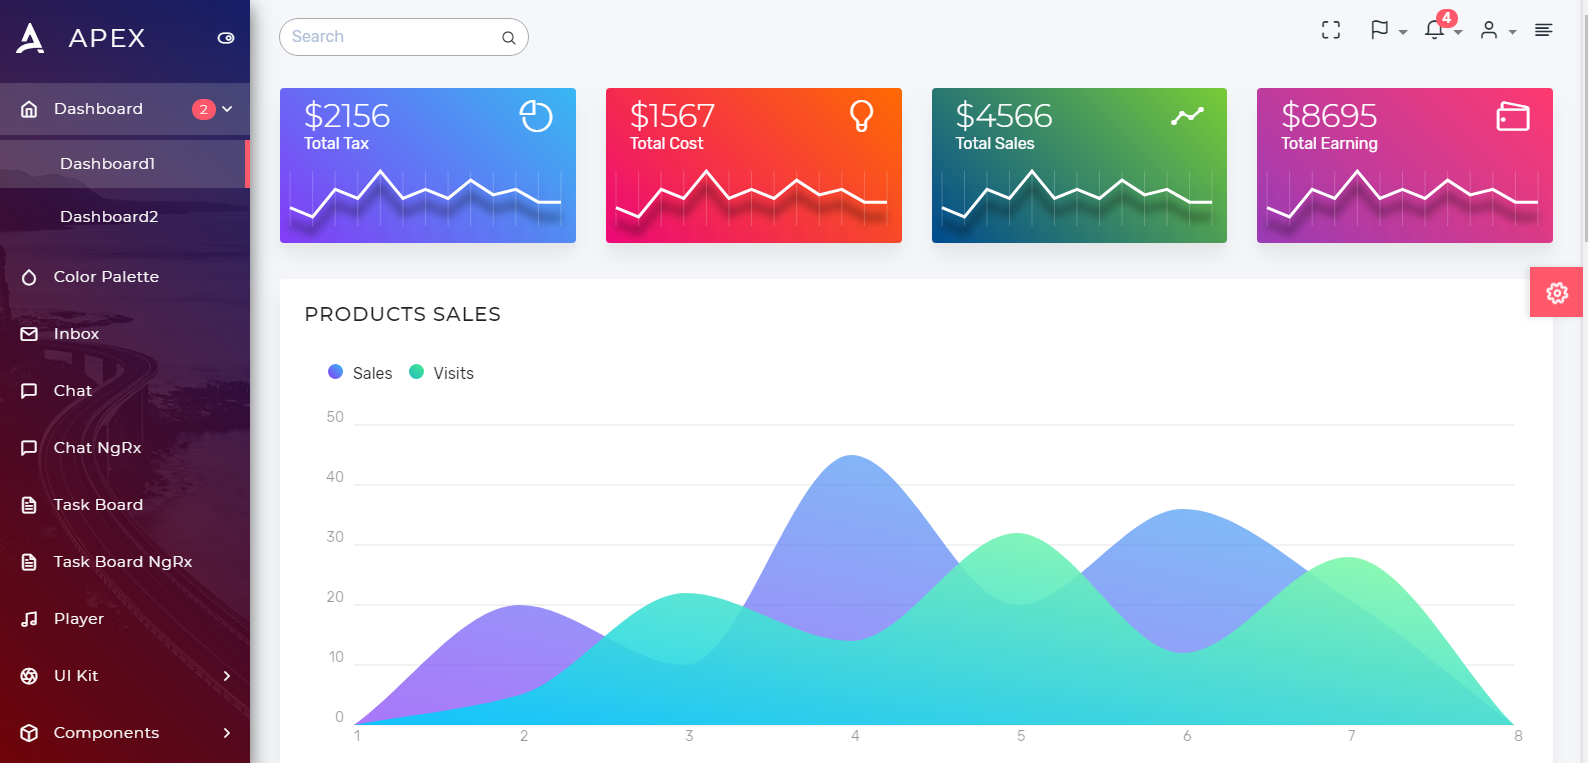 APEX
Dashboard 2
Dashboard1
Dashboard2
Color Palette
Inbox
Chat
Chat NgRx
Task Board
Task Board NgRx
Player
UI Kit
Components
Search
4
$2156
Total Tax
$1567
Total Cost
$4566
Total Sales
$8695
Total Earning
PRODUCTS SALES
Sales Visits
50
40
30
20
10
0
1 2 3 4 5 6 7 8